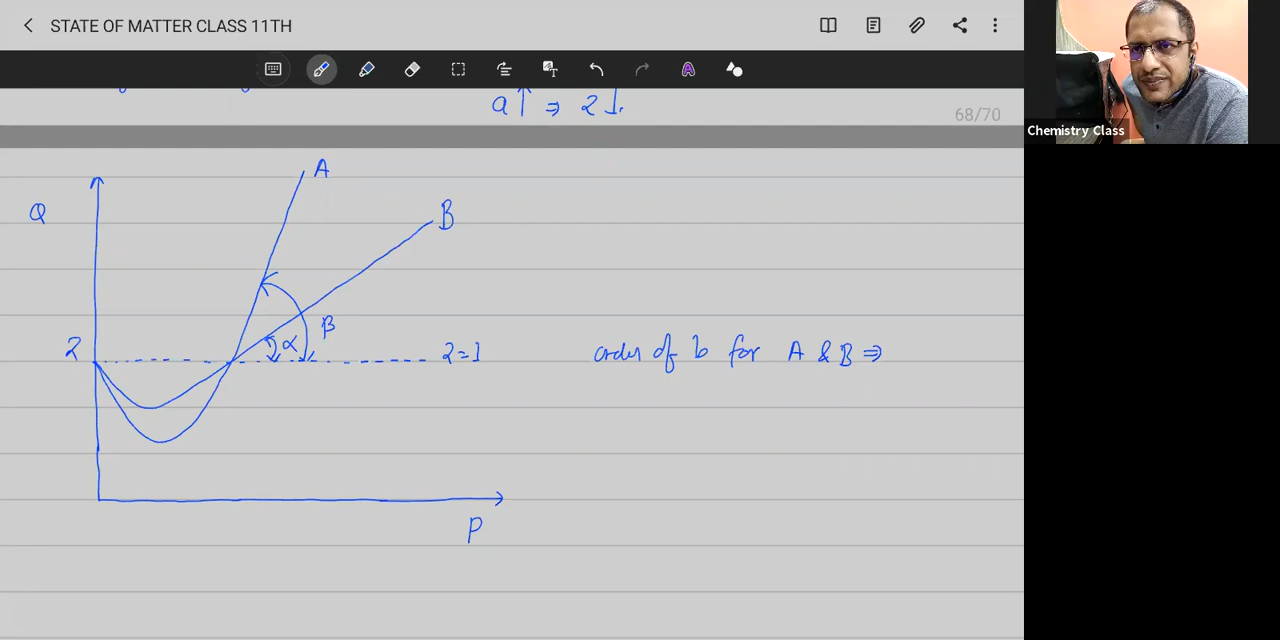 STATE OF MATTER CLASS 11TH
Chemistry Class
a↑ ⇒ Z↓.
68/70
A
Q
B
β
α
Z
Z=1
order of b for A & B ⇒
P